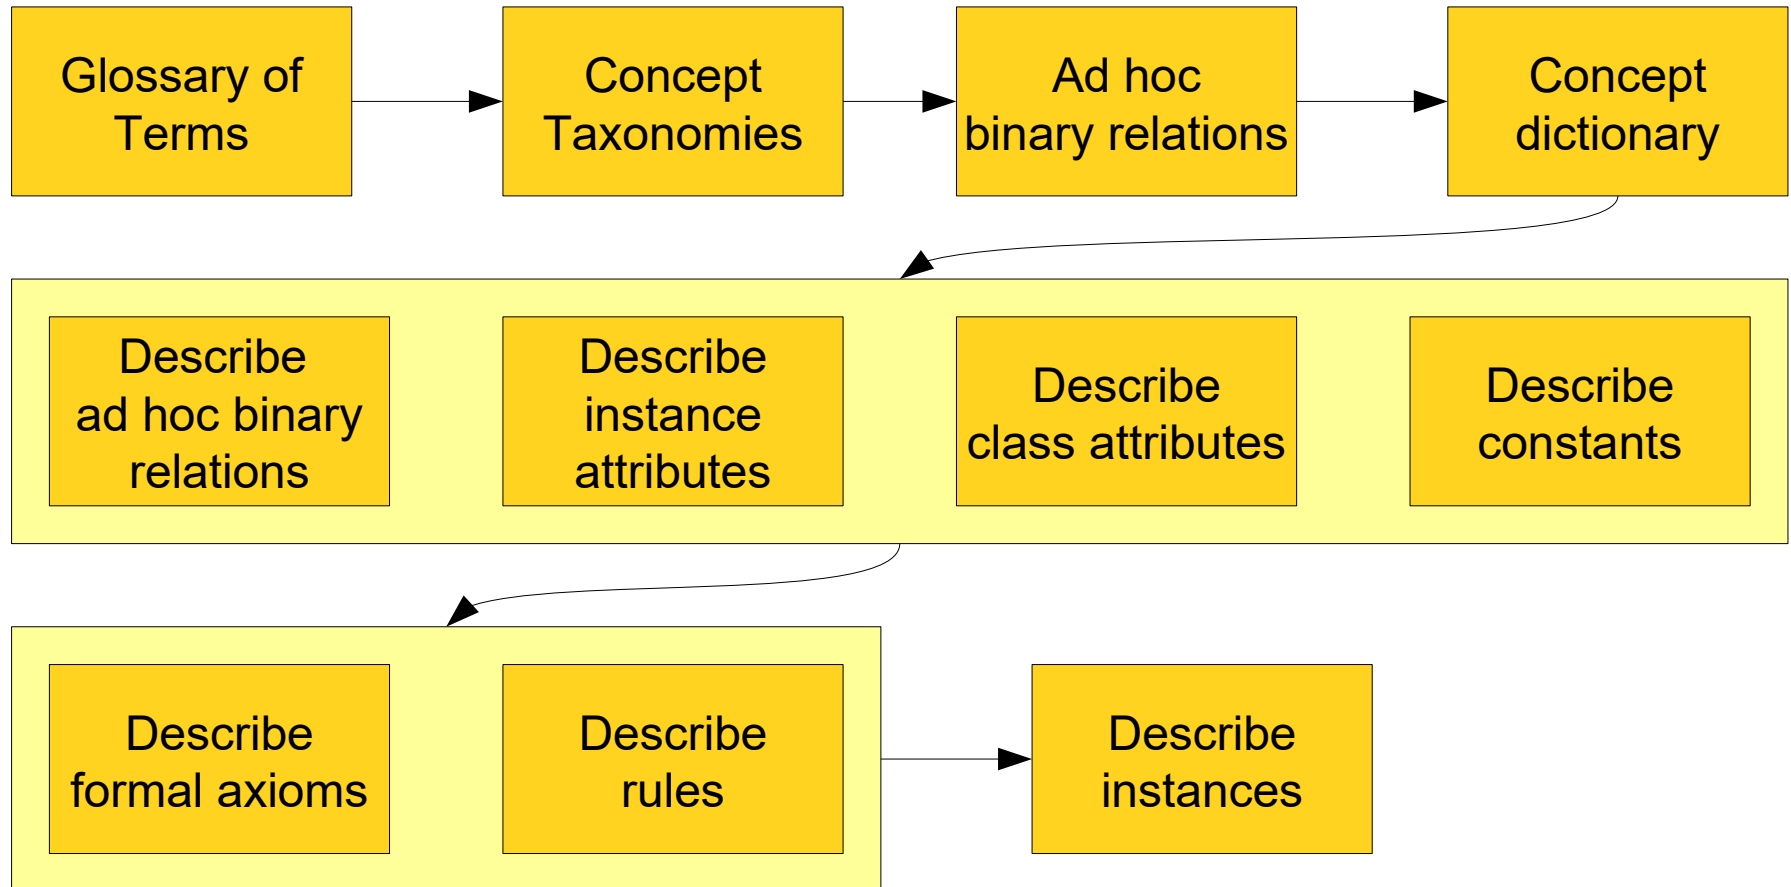 Glossary of
Terms
Concept
Taxonomies
Ad hoc
binary relations
Concept
dictionary
Describe
ad hoc binary
relations
Describe
instance
attributes
Describe
class attributes
Describe
constants
Describe
formal axioms
Describe
rules
Describe
instances